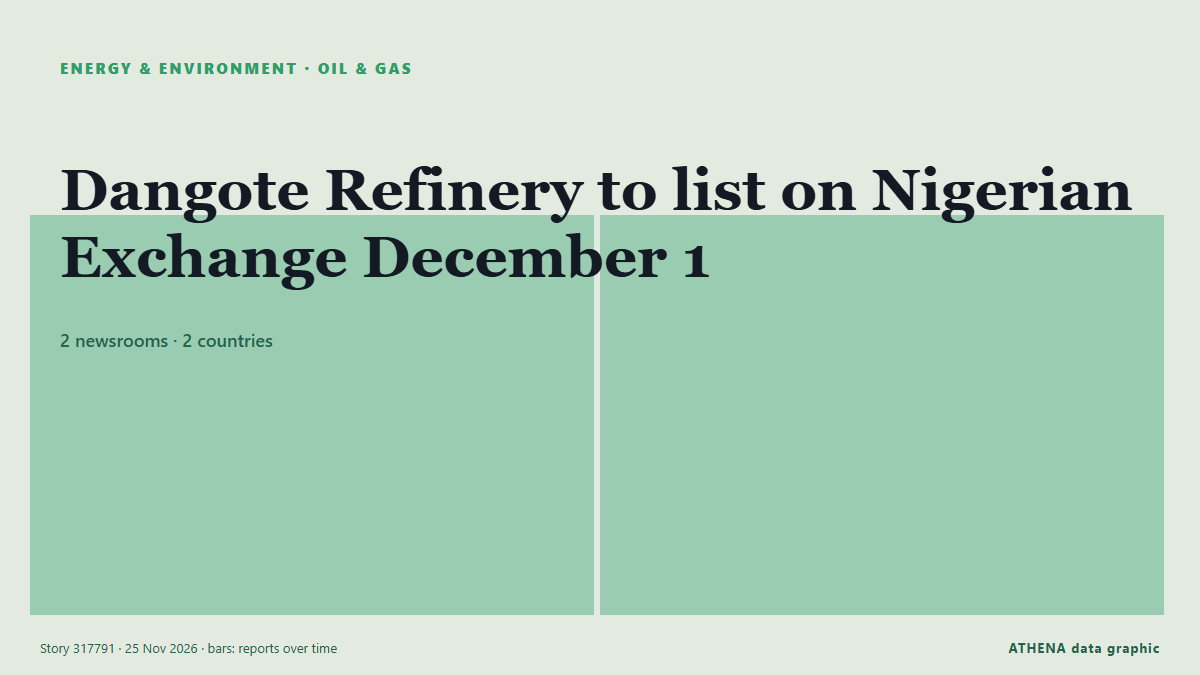 ENERGY & ENVIRONMENT · OIL & GAS
Dangote Refinery to list on Nigerian
Exchange December 1
2 newsrooms · 2 countries
Story 317791 · 25 Nov 2026 · bars: reports over time
ATHENA data graphic